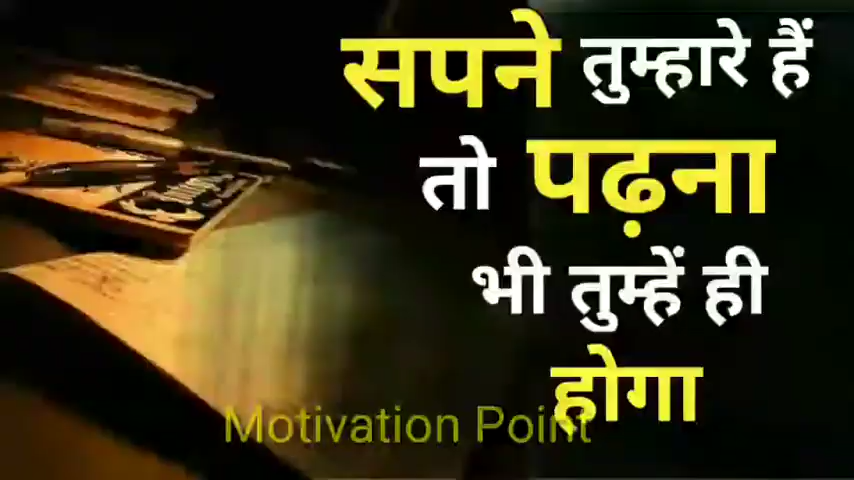 सपने तुम्हारे हैं
तो पढ़ना
भी तुम्हें ही
होगा
Motivation Point